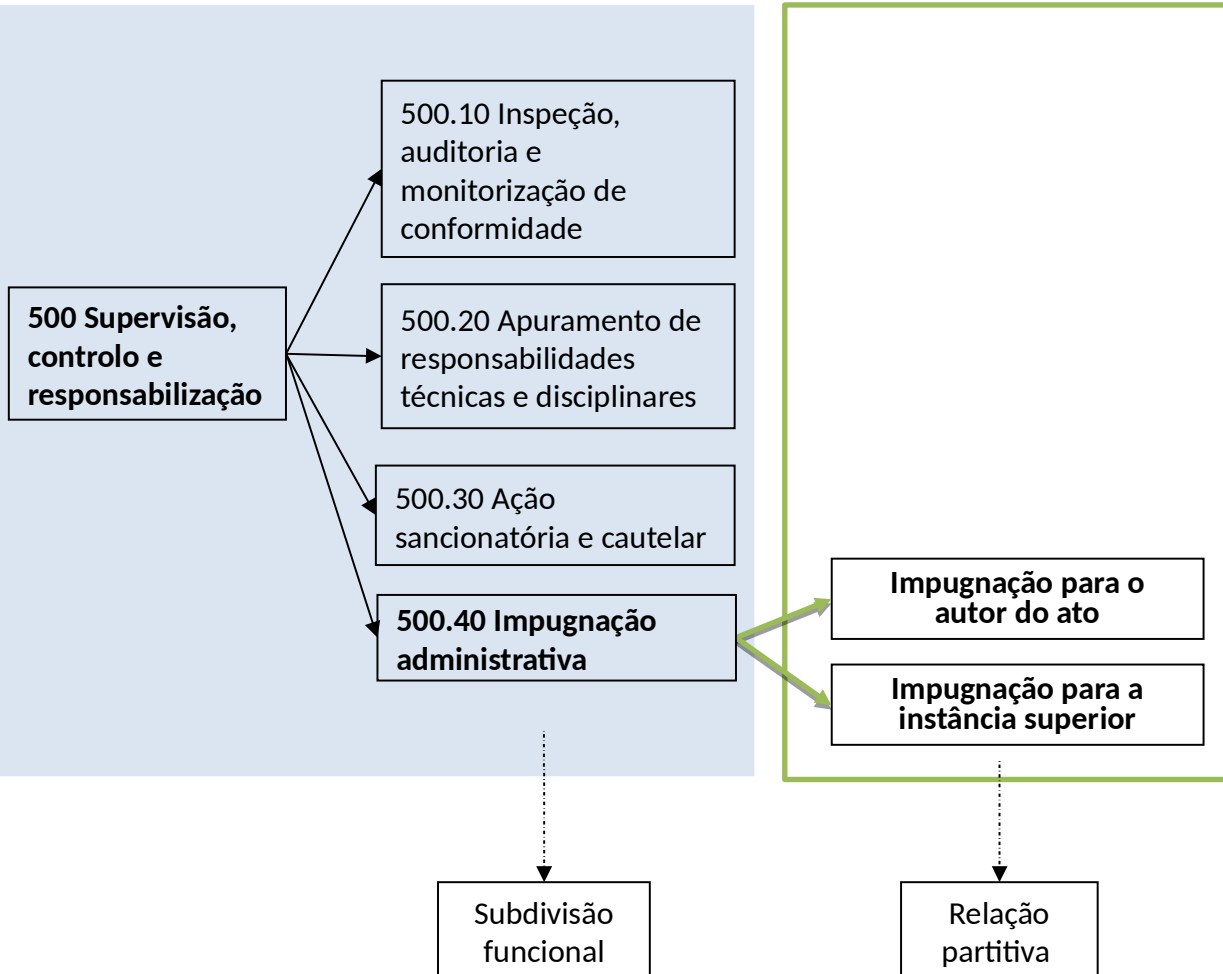 500.10 Inspeção,
auditoria e
monitorização de
conformidade
500 Supervisão,
controlo e
responsabilização
500.20 Apuramento de
responsabilidades
técnicas e disciplinares
500.30 Ação
sancionatória e cautelar
500.40 Impugnação
administrativa
Impugnação para o
autor do ato
Impugnação para a
instância superior
Subdivisão
funcional
Relação
partitiva